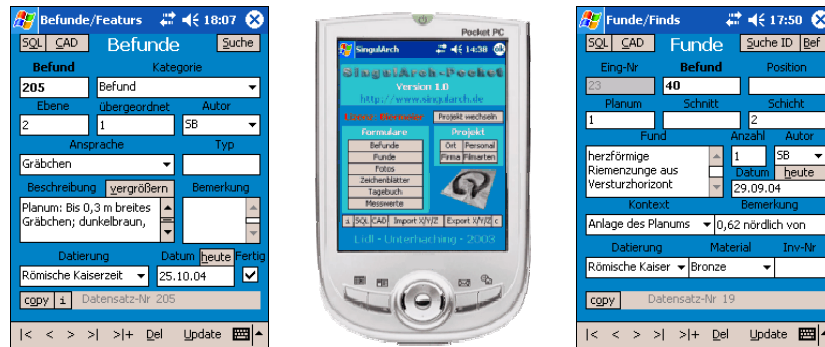 Befunde/Featurs 18:07
SQL CAD Befunde Suche
Befund Kategorie
205 Befund
Ebene übergeordnet Autor
2 1 SB
Ansprache Typ
Gräbchen
Beschreibung vergrößern Bemerkung
Planum: Bis 0,3 m breites
Gräbchen; dunkelbraun,
Datierung Datum heute Fertig
Römische Kaiserzeit 25.10.04
copy i Datensatz-Nr 205
|< < > >| >|+ Del Update
Pocket PC
SingulArch 14:38 ok
SingulArch-Pocket
Version 1.0
http://www.singularch.de
Projekt wechseln
Formulare Projekt
Befunde Ort Personal
Funde Firma Filmarten
Fotos
Zeichenblätter
Tagebuch
Messwerte
i SQL CAD Import X/Y/Z Export X/Y/Z c
Lidl - Unterhaching - 2003
Funde/Finds 17:50
SQL CAD Funde Suche ID Bef
Eing-Nr Befund Position
23 40
Planum Schnitt Schicht
1 2
Fund Anzahl Autor
herzförmige 1 SB
Riemenzunge aus Datum heute
Versturzhorizont 29.09.04
Kontext Bemerkung
Anlage des Planums 0,62 nördlich von
Datierung Material Inv-Nr
Römische Kaiser Bronze
copy Datensatz-Nr 19
|< < > >| >|+ Del Update